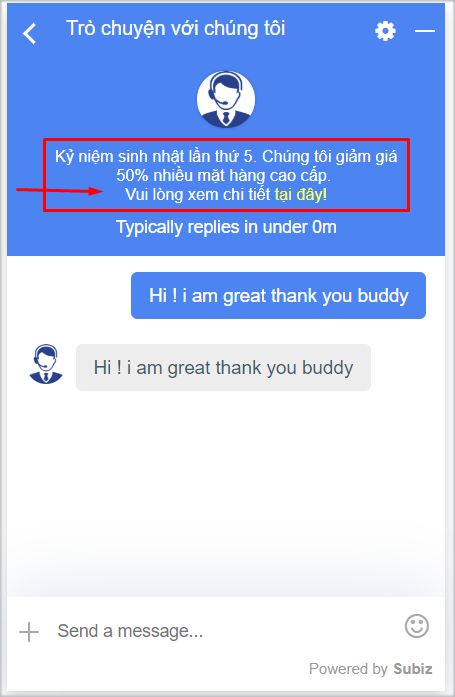 Trò chuyện với chúng tôi
Kỷ niệm sinh nhật lần thứ 5. Chúng tôi giảm giá
50% nhiều mặt hàng cao cấp.
Vui lòng xem chi tiết tại đây!
Typically replies in under 0m
Hi ! i am great thank you buddy
Hi ! i am great thank you buddy
Send a message...
Powered by Subiz